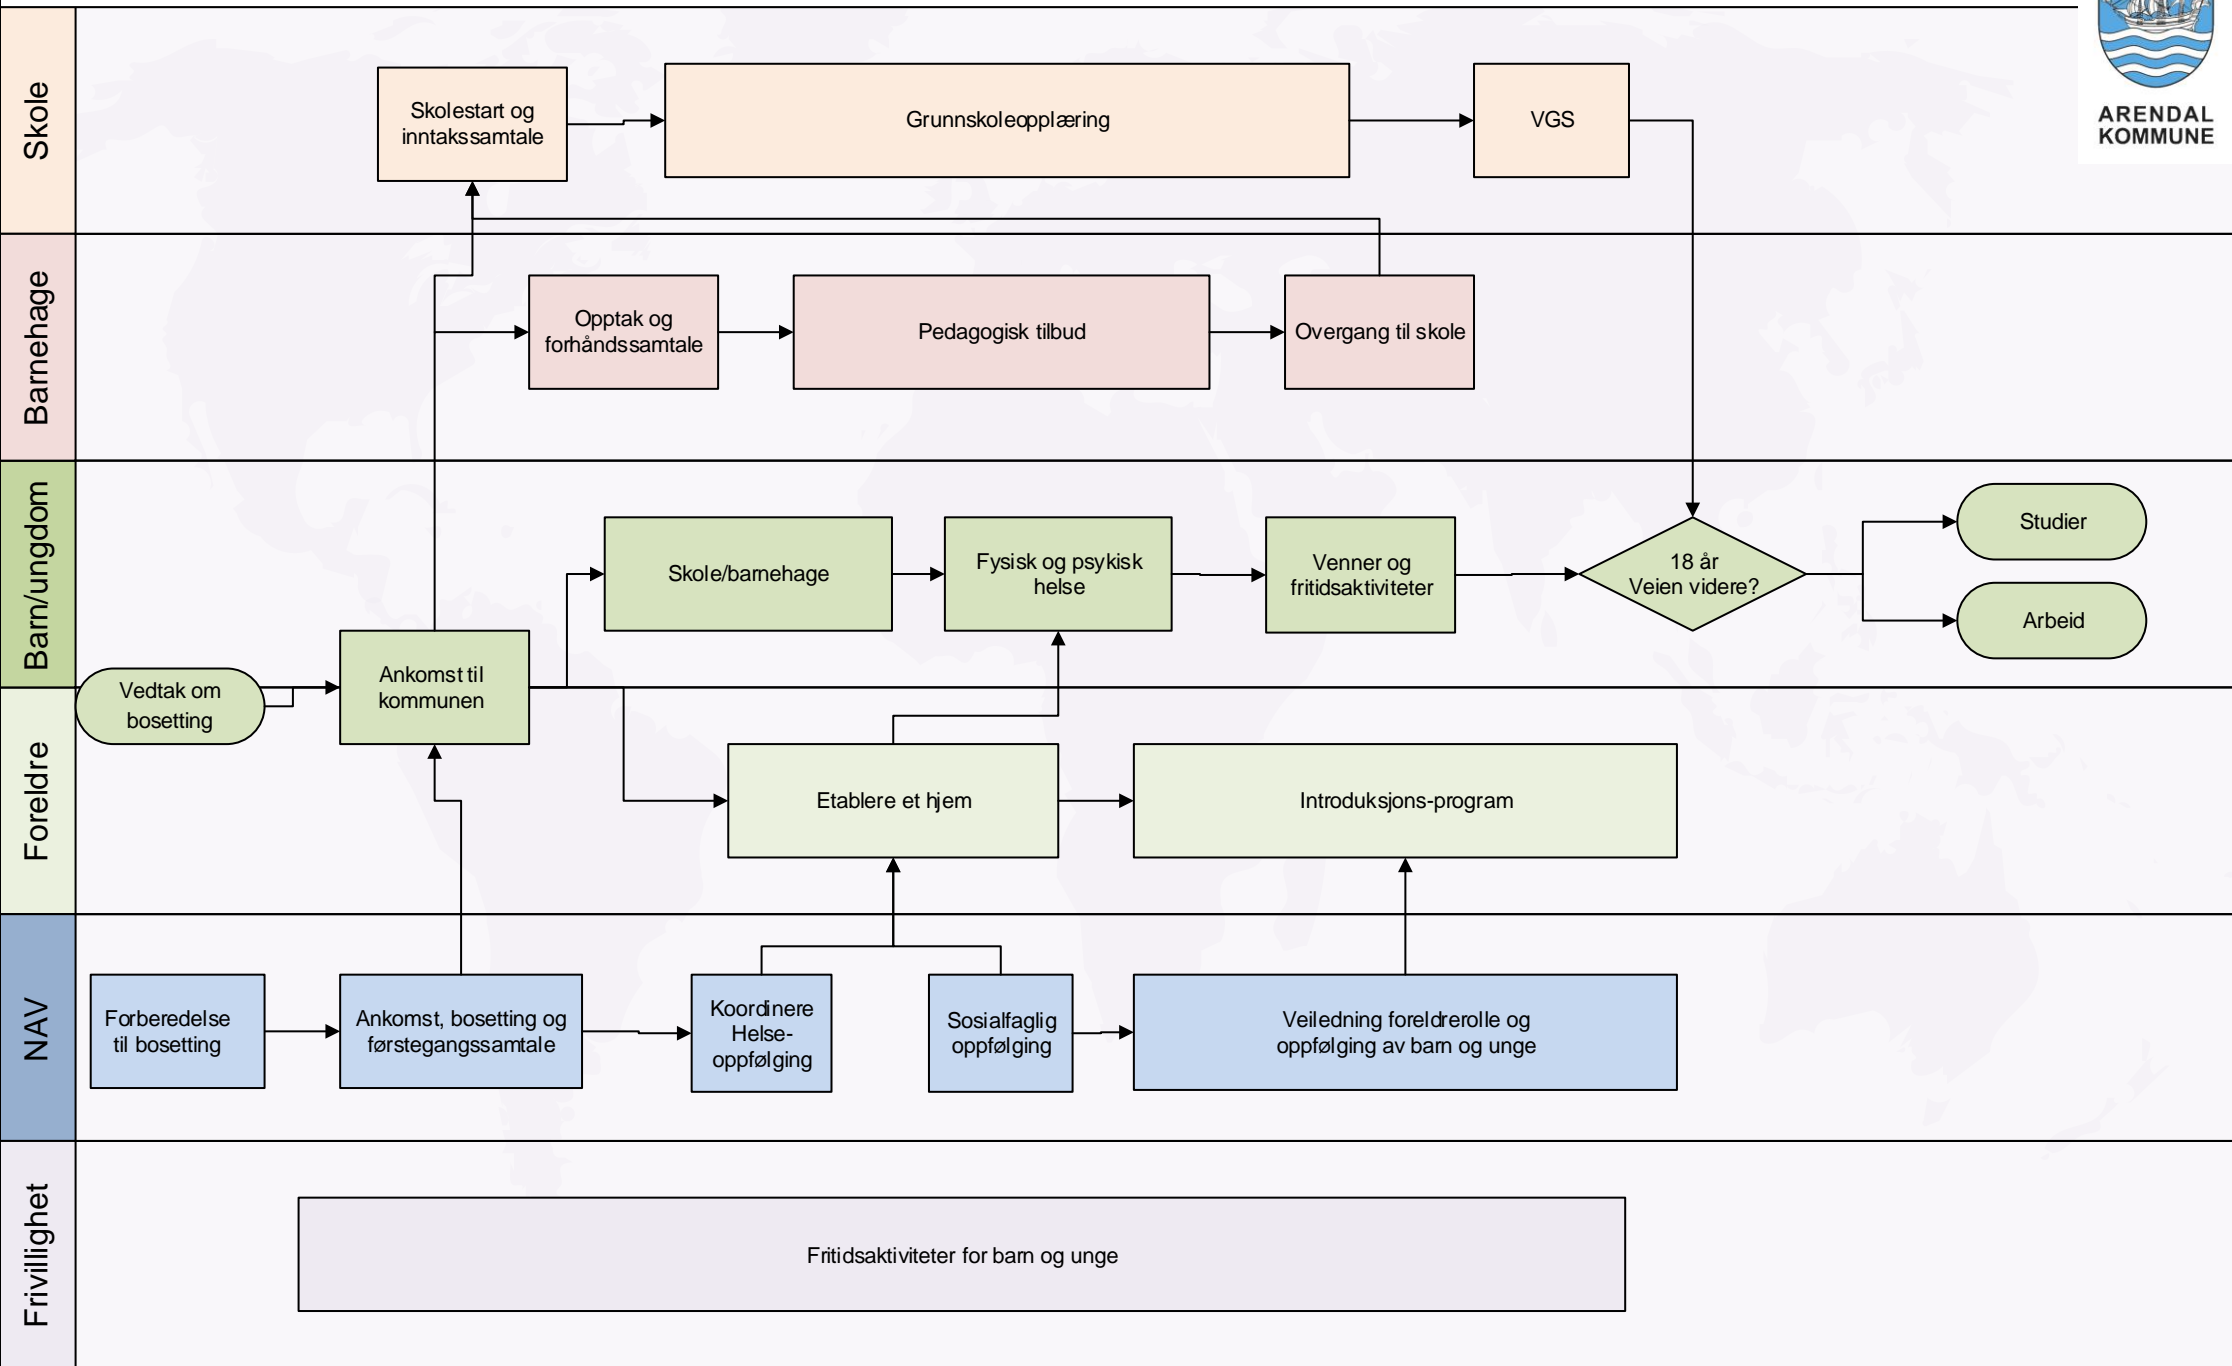 ARENDAL
KOMMUNE
Skole
Skolestart og
inntakssamtale
Grunnskoleopplæring
VGS
Barnehage
Opptak og
forhåndssamtale
Pedagogisk tilbud
Overgang til skole
Barn/ungdom
Skole/barnehage
Fysisk og psykisk
helse
Venner og
fritidsaktiviteter
18 år
Veien videre?
Studier
Arbeid
Vedtak om
bosetting
Ankomst til
kommunen
Foreldre
Etablere et hjem
Introduksjons-program
NAV
Forberedelse
til bosetting
Ankomst, bosetting og
førstegangssamtale
Koordinere
Helse-
oppfølging
Sosialfaglig
oppfølging
Veiledning foreldrerolle og
oppfølging av barn og unge
Frivillighet
Fritidsaktiviteter for barn og unge